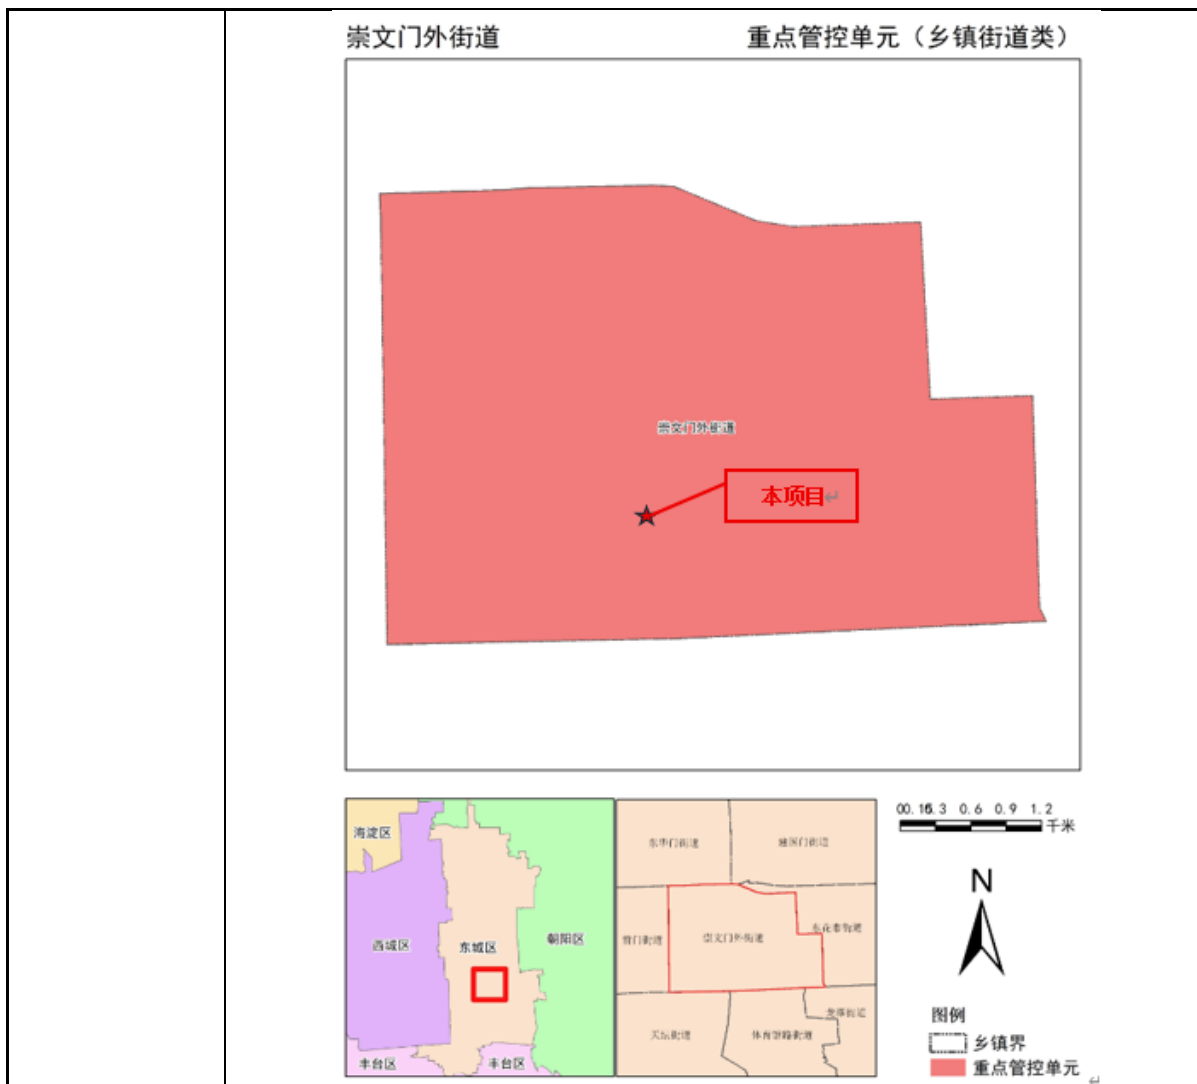 崇文门外街道 重点管控单元（乡镇街道类）
崇文门外街道
本项目
海淀区
西城区
东城区
朝阳区
丰台区
丰台区
东华门街道
建国门街道
前门街道
崇文门外街道
东花市街道
天坛街道
体育馆路街道
龙潭街道
00.15.3 0.6 0.9 1.2
千米
N
图例
乡镇界
重点管控单元